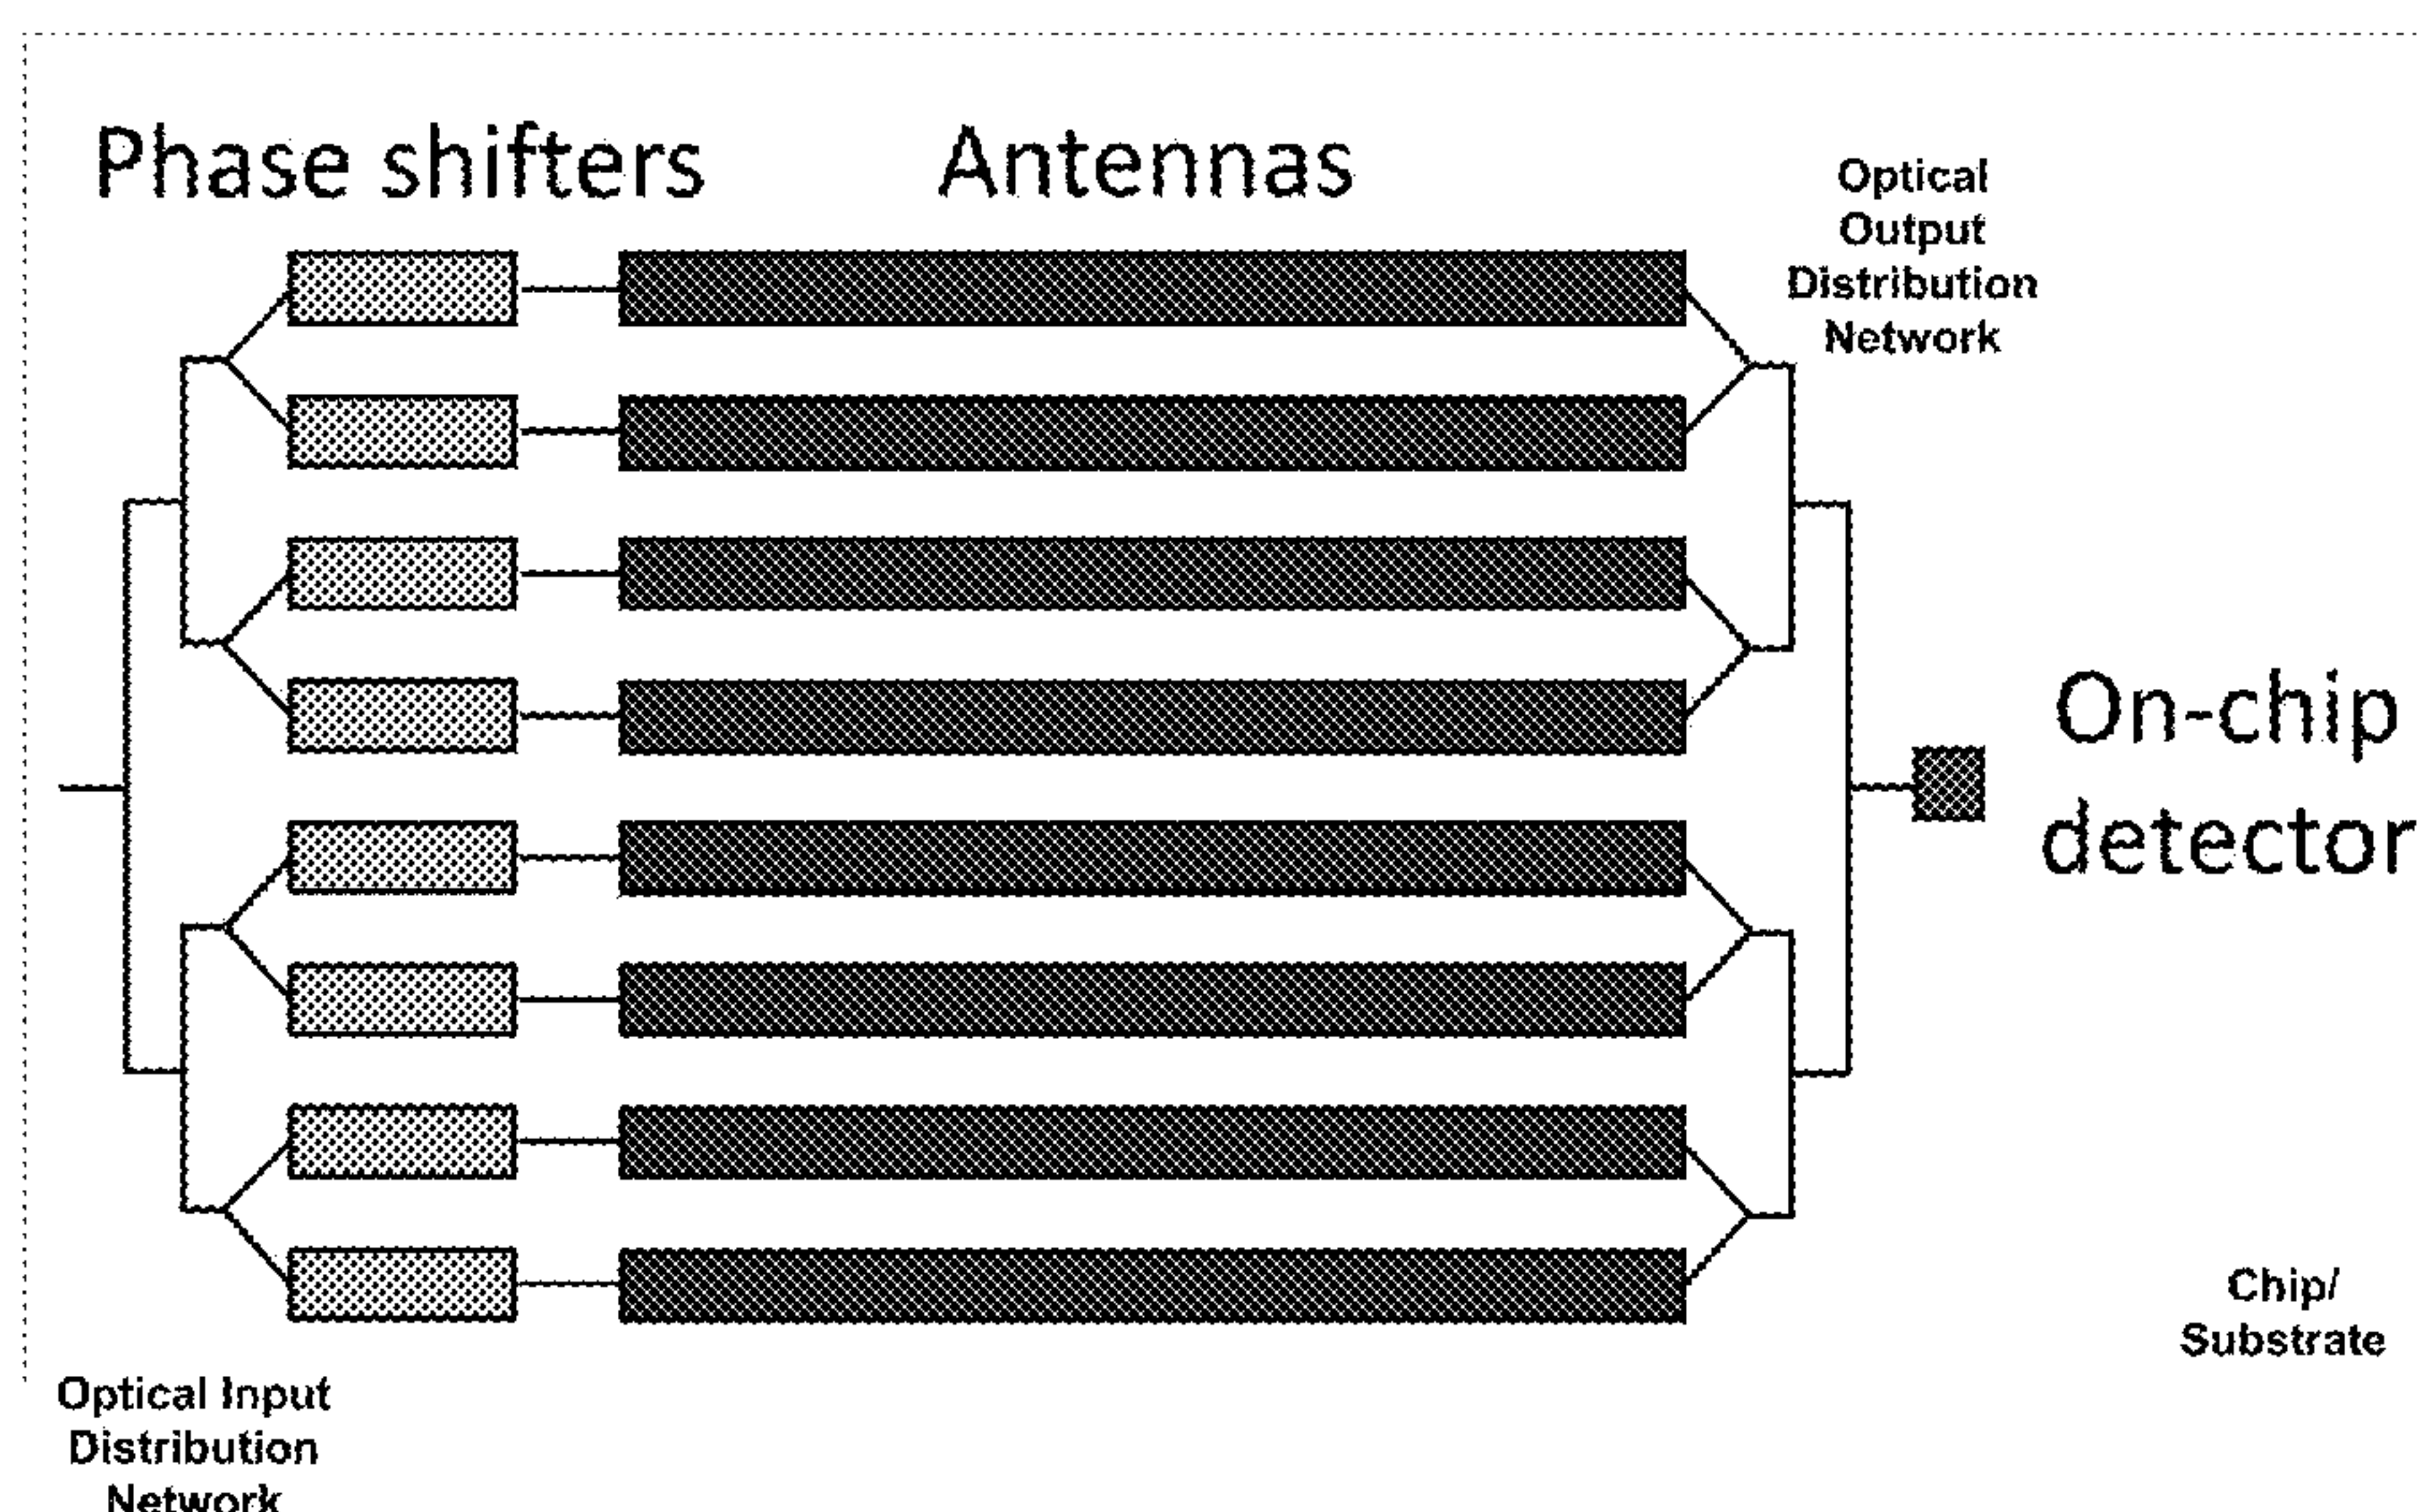 Phase shifters
Antennas
Optical
Output
Distribution
Network
On-chip
detector
Chip/
Substrate
Optical Input
Distribution
Network